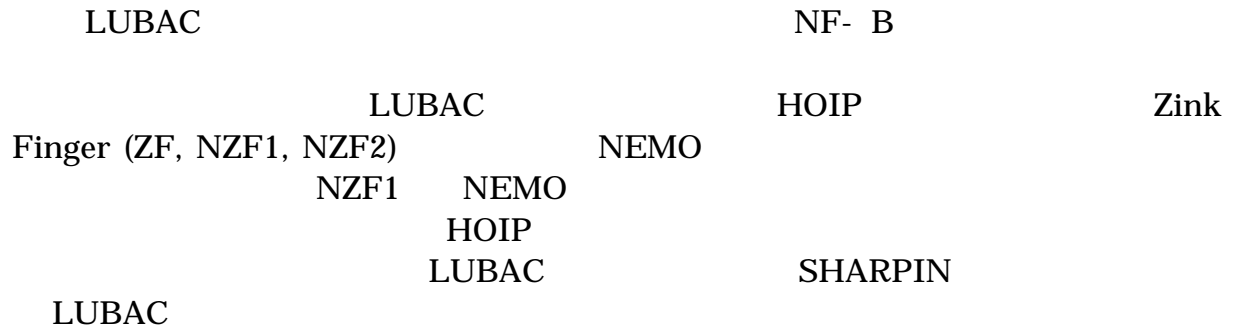 LUBAC NF- B
LUBAC HOIP Zink
Finger (ZF, NZF1, NZF2) NEMO
NZF1 NEMO
HOIP
LUBAC SHARPIN
LUBAC